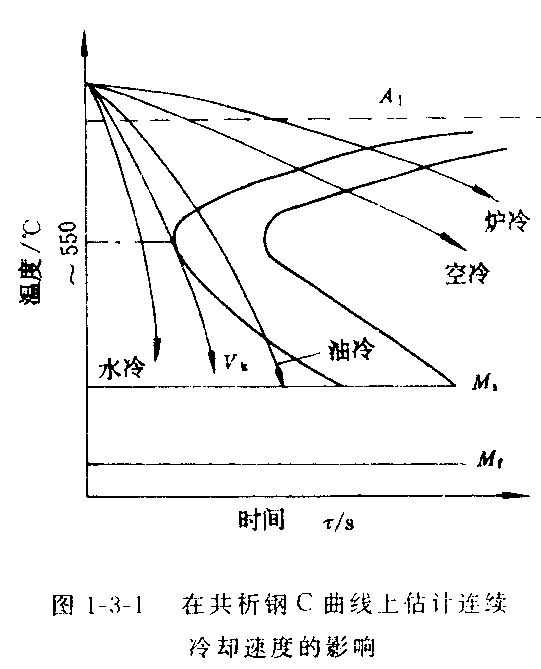 A₁
温度/℃
~550
炉冷
空冷
水冷
Vₖ
油冷
Mₛ
M_f
时间 τ/s
图 1-3-1 在共析钢C曲线上估计连续
冷却速度的影响